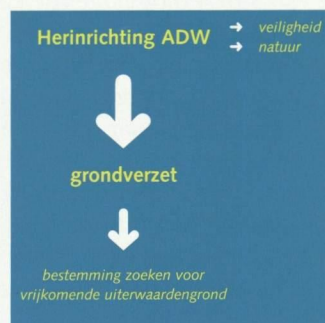 Herinrichting ADW → veiligheid
→ natuur
grondverzet
bestemming zoeken voor
vrijkomende uiterwaardengrond